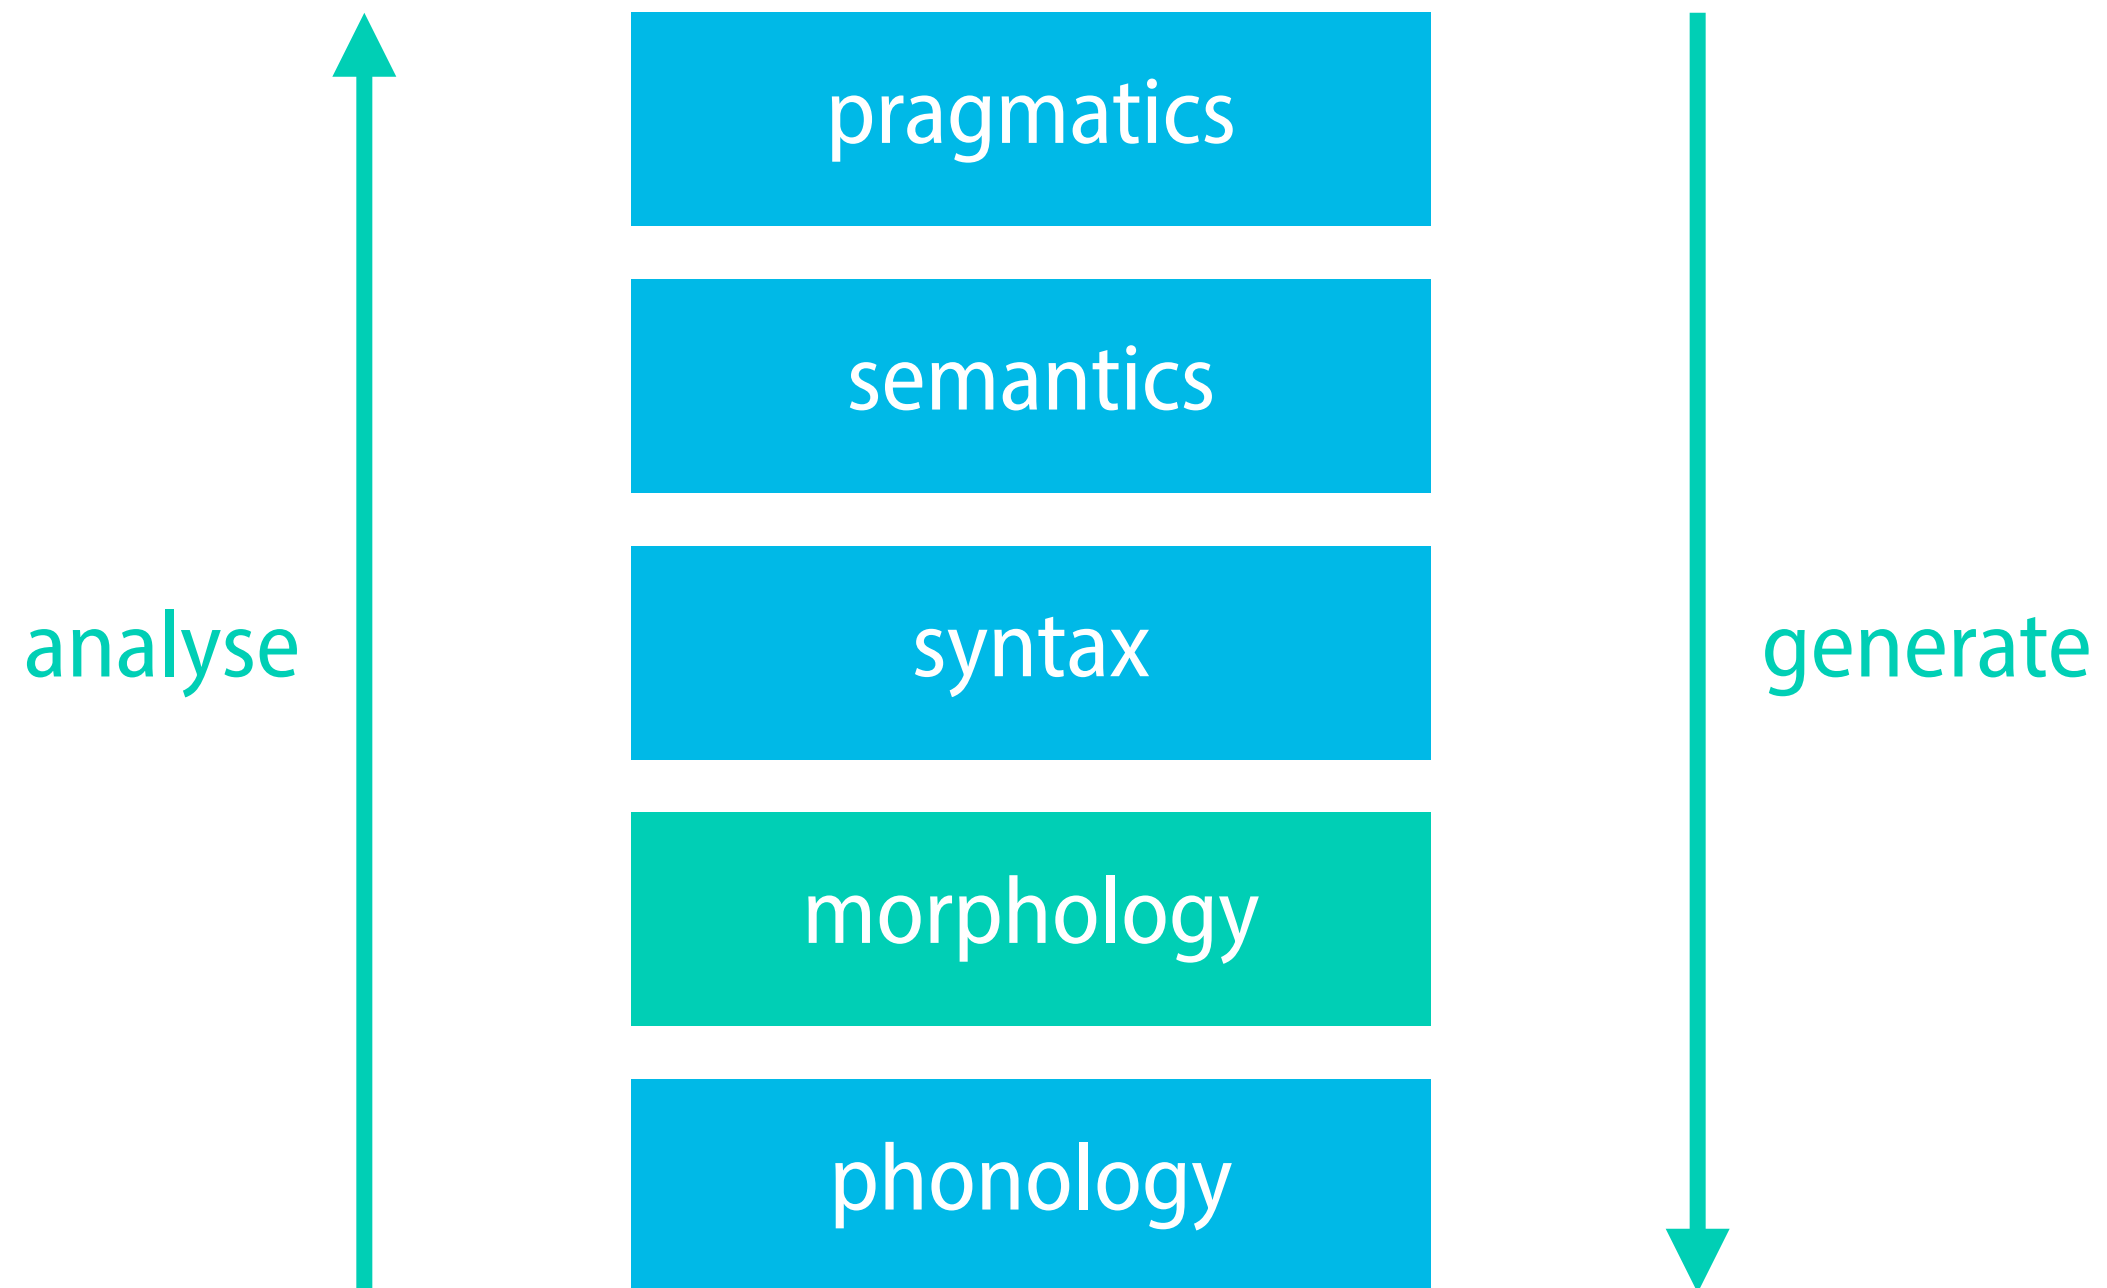 pragmatics
semantics
analyse
syntax
generate
morphology
phonology